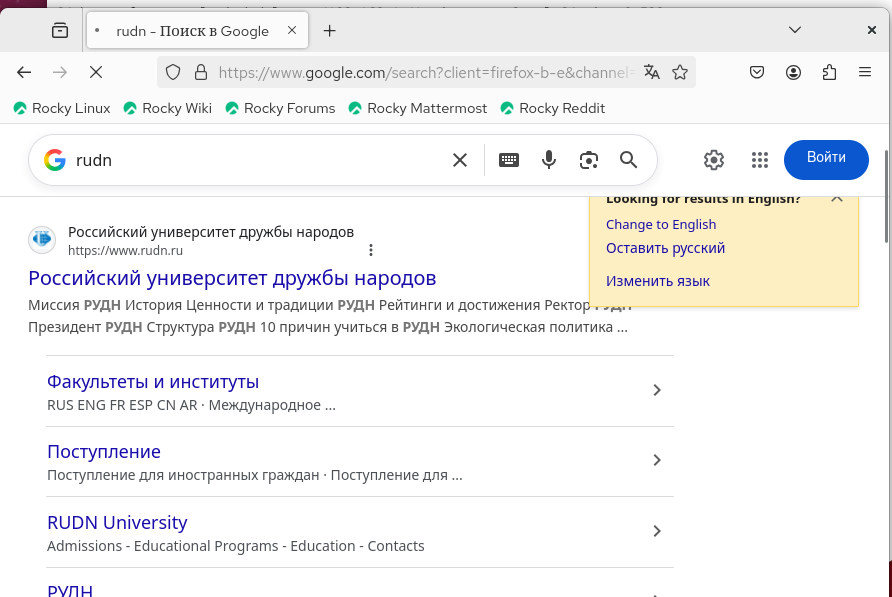 rudn – Поиск в Google
https://www.google.com/search?client=firefox-b-e&channel=
Rocky Linux Rocky Wiki Rocky Forums Rocky Mattermost Rocky Reddit
rudn
Войти
Looking for results in English?
Change to English
Оставить русский
Изменить язык
Российский университет дружбы народов
https://www.rudn.ru
Российский университет дружбы народов
Миссия РУДН История Ценности и традиции РУДН Рейтинги и достижения Ректор РУДН
Президент РУДН Структура РУДН 10 причин учиться в РУДН Экологическая политика ...
Факультеты и институты
RUS ENG FR ESP CN AR · Международное ...
Поступление
Поступление для иностранных граждан · Поступление для ...
RUDN University
Admissions - Educational Programs - Education - Contacts
РУДН